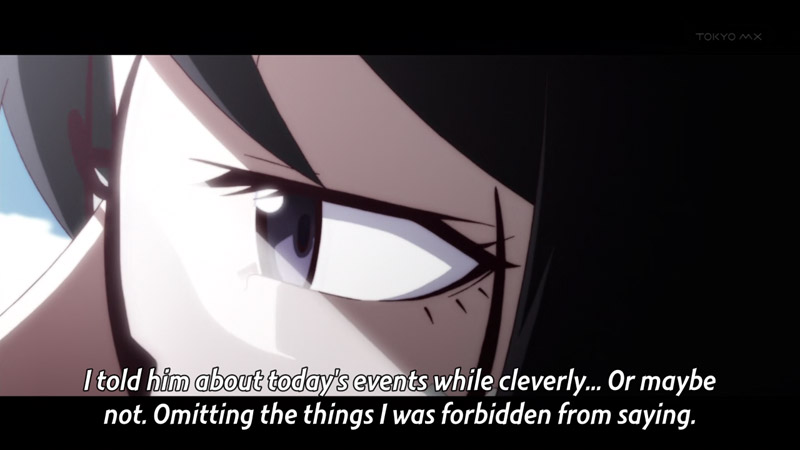 TOKYO MX
I told him about today's events while cleverly... Or maybe
not. Omitting the things I was forbidden from saying.